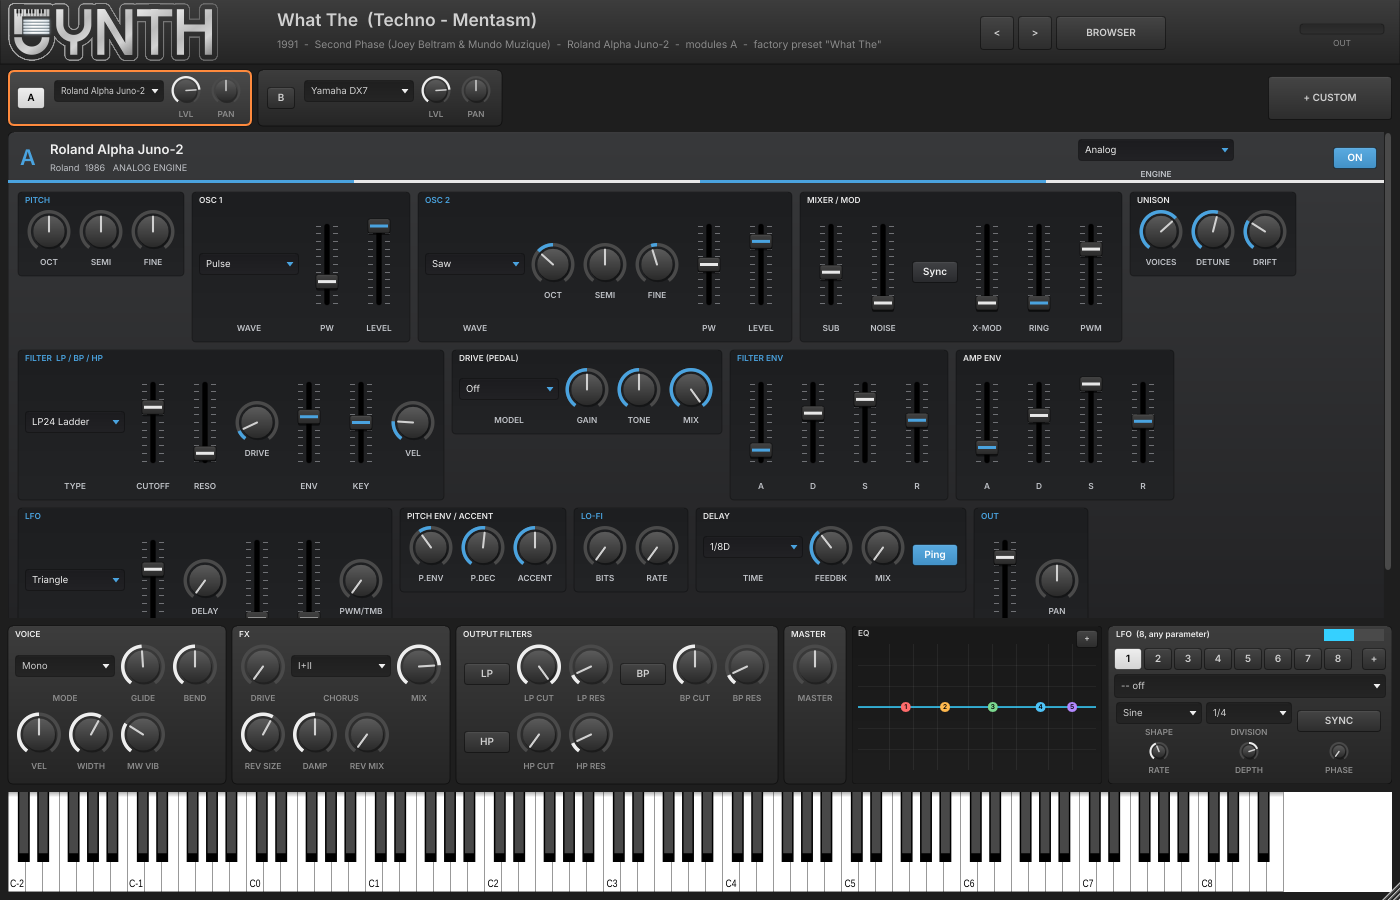 SYNTH
What The (Techno - Mentasm)
1991 - Second Phase (Joey Beltram & Mundo Muzique) - Roland Alpha Juno-2 - modules A - factory preset "What The"
< > BROWSER
OUT
A Roland Alpha Juno-2 LVL PAN
B Yamaha DX7 LVL PAN
+ CUSTOM
A Roland Alpha Juno-2
Roland 1986 ANALOG ENGINE
Analog
ENGINE
ON
PITCH
OCT SEMI FINE
OSC 1
Pulse
WAVE PW LEVEL
OSC 2
Saw
OCT SEMI FINE
WAVE PW LEVEL
MIXER / MOD
Sync
SUB NOISE X-MOD RING PWM
UNISON
VOICES DETUNE DRIFT
FILTER LP / BP / HP
LP24 Ladder
DRIVE VEL
TYPE CUTOFF RESO ENV KEY
DRIVE (PEDAL)
Off
MODEL GAIN TONE MIX
FILTER ENV
A D S R
AMP ENV
A D S R
LFO
Triangle
DELAY PWM/TMB
PITCH ENV / ACCENT
P.ENV P.DEC ACCENT
LO-FI
BITS RATE
DELAY
1/8D
Ping
TIME FEEDBK MIX
OUT
PAN
VOICE
Mono
MODE GLIDE BEND
VEL WIDTH MW VIB
FX
I+II
DRIVE CHORUS MIX
REV SIZE DAMP REV MIX
OUTPUT FILTERS
LP BP
LP CUT LP RES BP CUT BP RES
HP
HP CUT HP RES
MASTER
MASTER
EQ
+
1 2 3 4 5
LFO (8, any parameter)
1 2 3 4 5 6 7 8 +
-- off
Sine 1/4 SYNC
SHAPE DIVISION
RATE DEPTH PHASE
C-2 C-1 C0 C1 C2 C3 C4 C5 C6 C7 C8